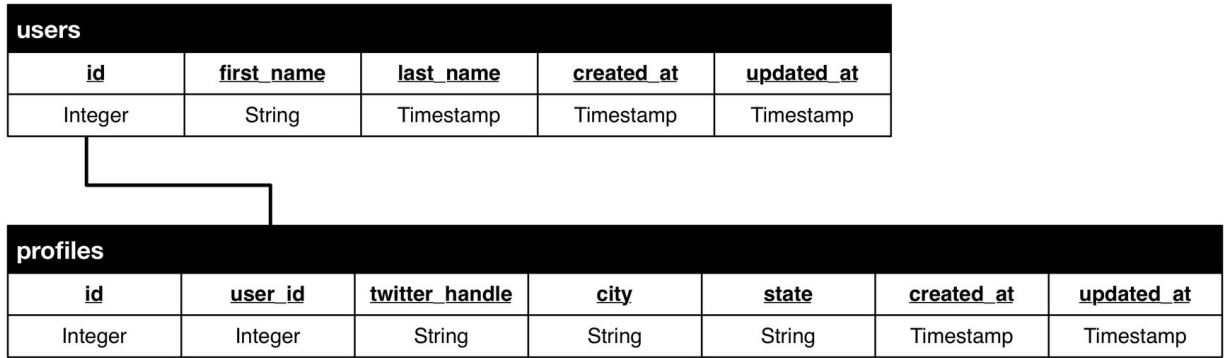 users
id first_name last_name created_at updated_at
Integer String Timestamp Timestamp Timestamp
profiles
id user_id twitter_handle city state created_at updated_at
Integer Integer String String String Timestamp Timestamp